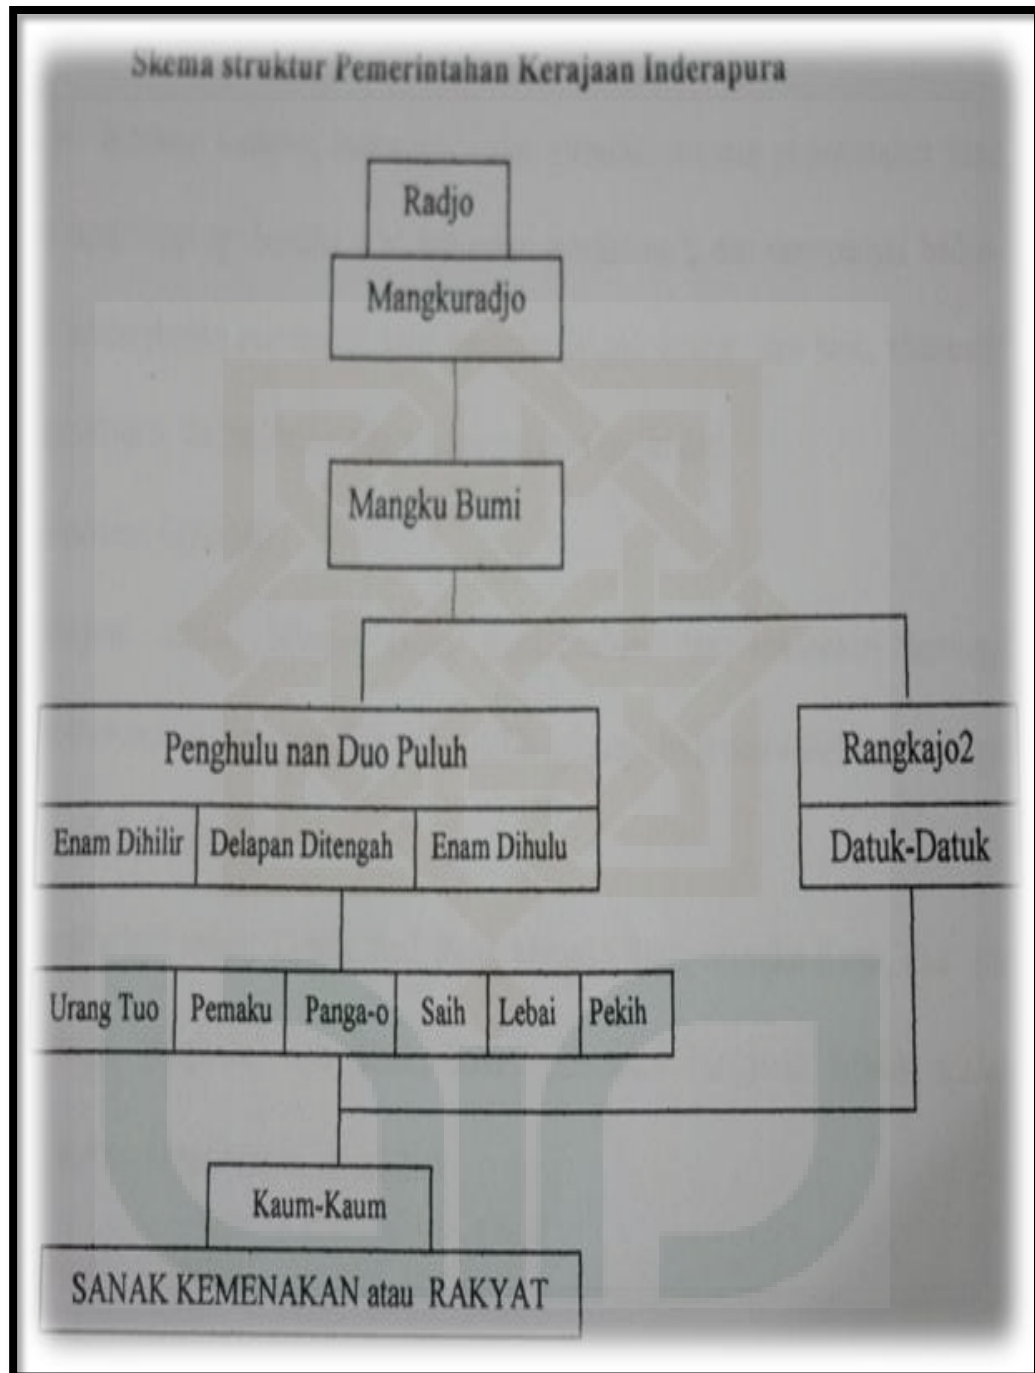 Skema struktur Pemerintahan Kerajaan Inderapura
Radjo
Mangkuradjo
Mangku Bumi
Penghulu nan Duo Puluh
Rangkajo2
Enam Dihilir
Delapan Ditengah
Enam Dihulu
Datuk-Datuk
Urang Tuo
Pemaku
Panga-o
Saih
Lebai
Pekih
Kaum-Kaum
SANAK KEMENAKAN atau RAKYAT